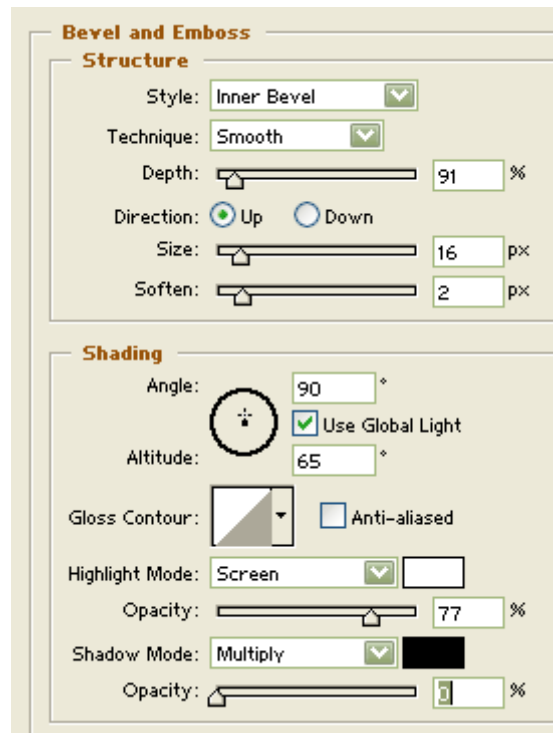 Bevel and Emboss
Structure
Style: Inner Bevel
Technique: Smooth
Depth: 91 %
Direction: Up Down
Size: 16 px
Soften: 2 px
Shading
Angle: 90 °
Use Global Light
Altitude: 65 °
Gloss Contour: Anti-aliased
Highlight Mode: Screen
Opacity: 77 %
Shadow Mode: Multiply
Opacity: 0 %